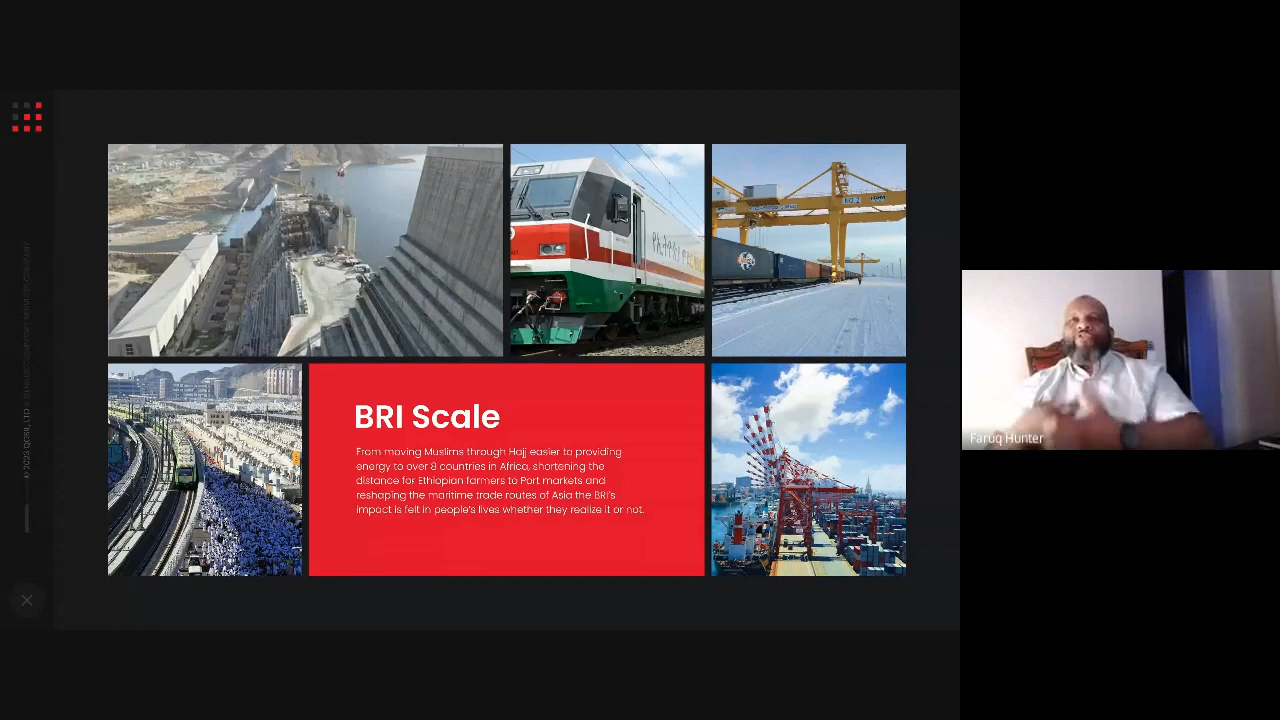 NO 2
BRI Scale
From moving Muslims through Hajj easier to providing
energy to over 8 countries in Africa, shortening the
distance for Ethiopian farmers to Port markets and
reshaping the maritime trade routes of Asia the BRI's
impact is felt in people's lives whether they realize it or not.
Faruq Hunter